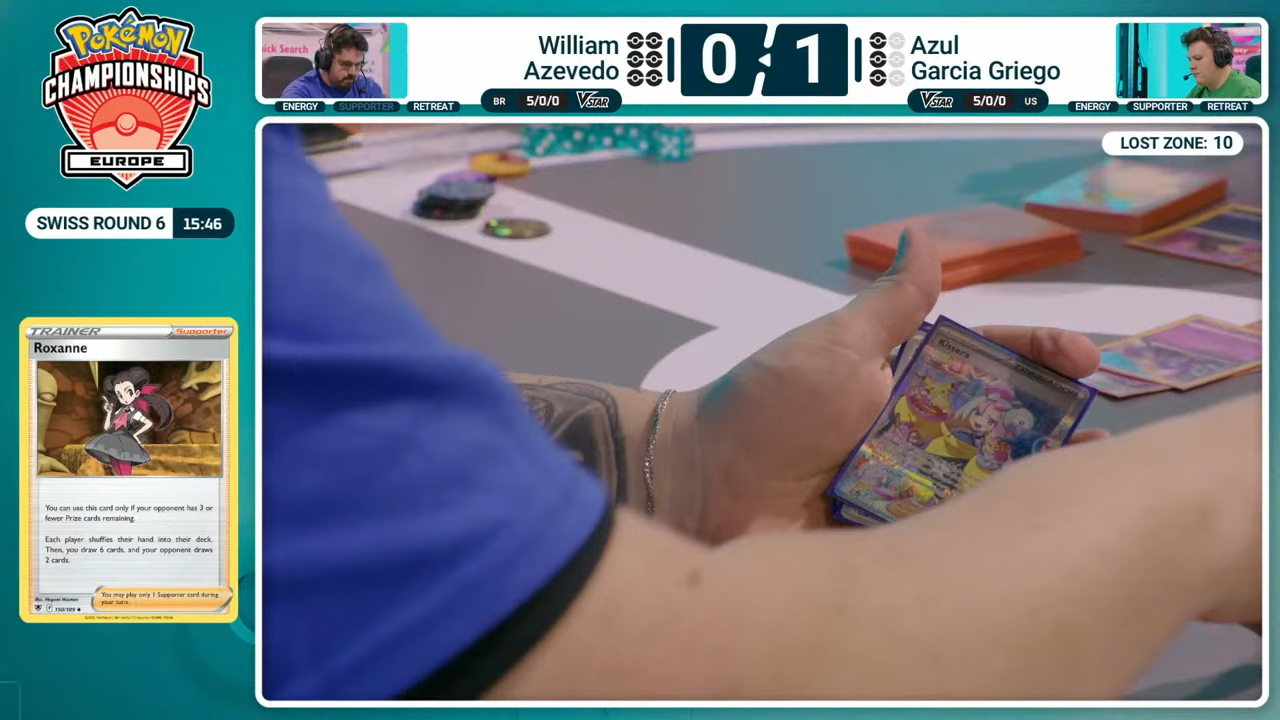 Pokémon
CHAMPIONSHIPS
EUROPE
SWISS ROUND 6 15:46
William
Azevedo
0 1
Azul
Garcia Griego
ENERGY SUPPORTER RETREAT
BR 5/0/0 VSTAR
VSTAR 5/0/0 US
ENERGY SUPPORTER RETREAT
LOST ZONE: 10
TRAINER Supporter
Roxanne
You can use this card only if your opponent has 3 or
fewer Prize cards remaining.
Each player shuffles their hand into their deck.
Then, you draw 6 cards, and your opponent draws
2 cards.
You may play only 1 Supporter card during
your turn.
150/189